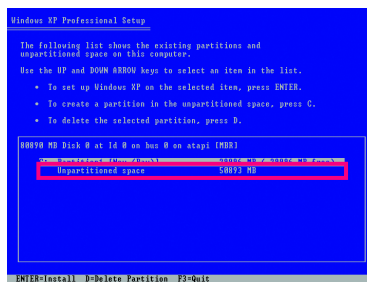 Windows XP Professional Setup
The following list shows the existing partitions and
unpartitioned space on this computer.
Use the UP and DOWN ARROW keys to select an item in the list.
• To set up Windows XP on the selected item, press ENTER.
• To create a partition in the unpartitioned space, press C.
• To delete the selected partition, press D.
80890 MB Disk 0 at Id 0 on bus 0 on atapi [MBR]
Unpartitioned space 50893 MB
ENTER=Install D=Delete Partition F3=Quit